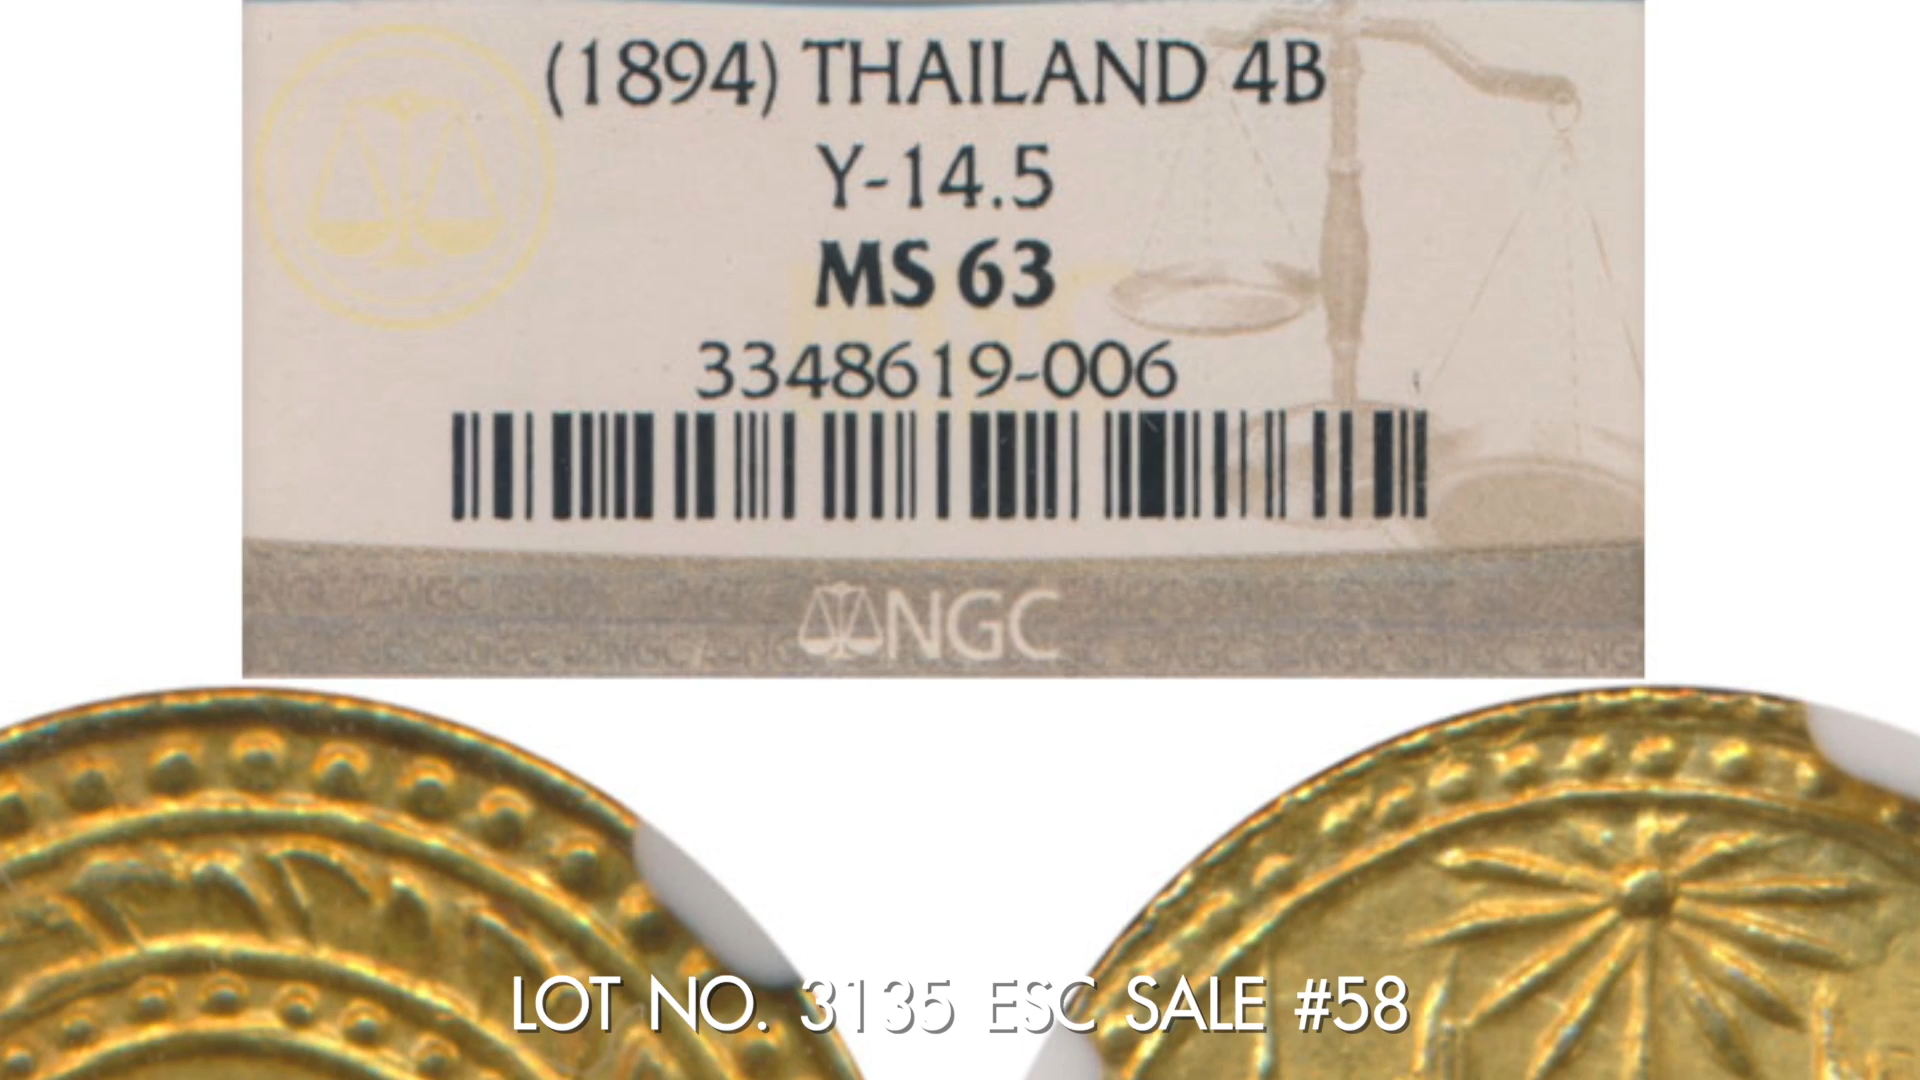 (1894) THAILAND 4B
Y-14.5
MS 63
3348619-006
NGC
LOT NO. 3135 ESC SALE #58